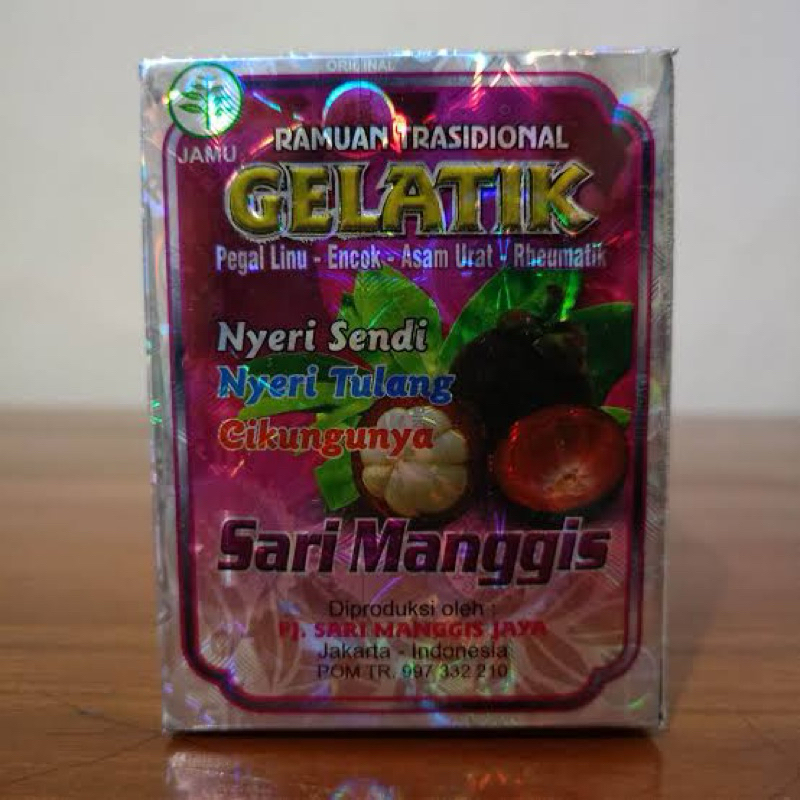 ORIGINAL
JAMU
RAMUAN TRASIDIONAL
GELATIK
Pegal Linu - Encok - Asam Urat - Rheumatik
Nyeri Sendi
Nyeri Tulang
Cikungunya
Sari Manggis
Diproduksi oleh :
PJ. SARI MANGGIS JAYA
Jakarta - Indonesia
POM TR. 997 332 210